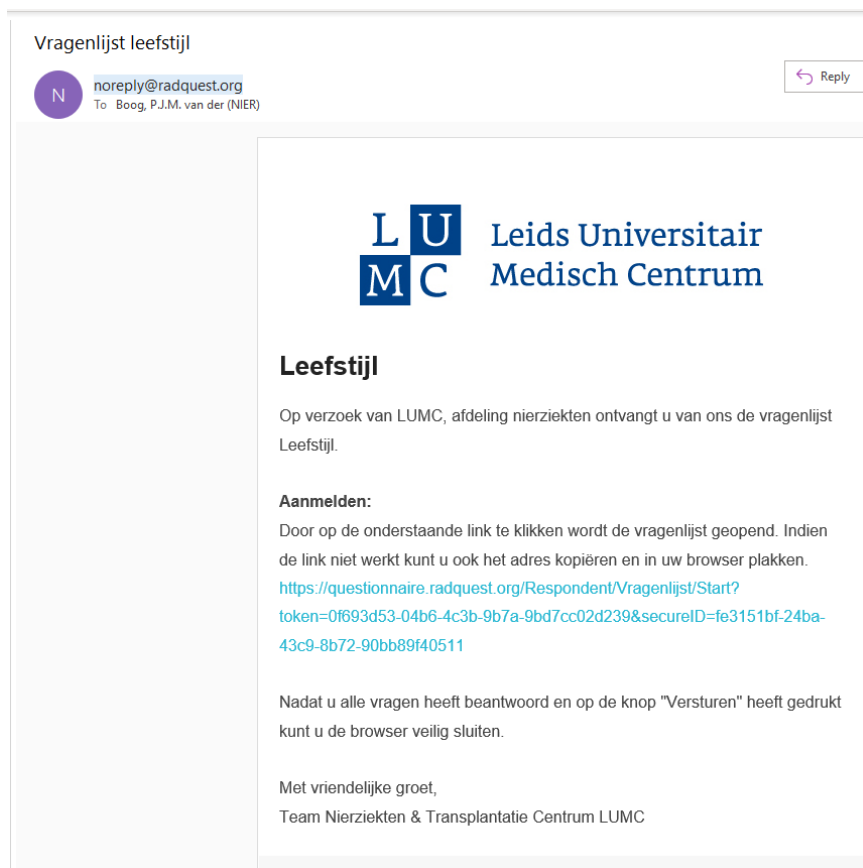 Vragenlijst leefstijl
N
noreply@radquest.org
Reply
To Boog, P.J.M. van der (NIER)
L U
M C
Leids Universitair
Medisch Centrum
Leefstijl
Op verzoek van LUMC, afdeling nierziekten ontvangt u van ons de vragenlijst
Leefstijl.
Aanmelden:
Door op de onderstaande link te klikken wordt de vragenlijst geopend. Indien
de link niet werkt kunt u ook het adres kopiëren en in uw browser plakken.
https://questionnaire.radquest.org/Respondent/Vragenlijst/Start?
token=0f693d53-04b6-4c3b-9b7a-9bd7cc02d239&secureID=fe3151bf-24ba-
43c9-8b72-90bb89f40511
Nadat u alle vragen heeft beantwoord en op de knop "Versturen" heeft gedrukt
kunt u de browser veilig sluiten.
Met vriendelijke groet,
Team Nierziekten & Transplantatie Centrum LUMC